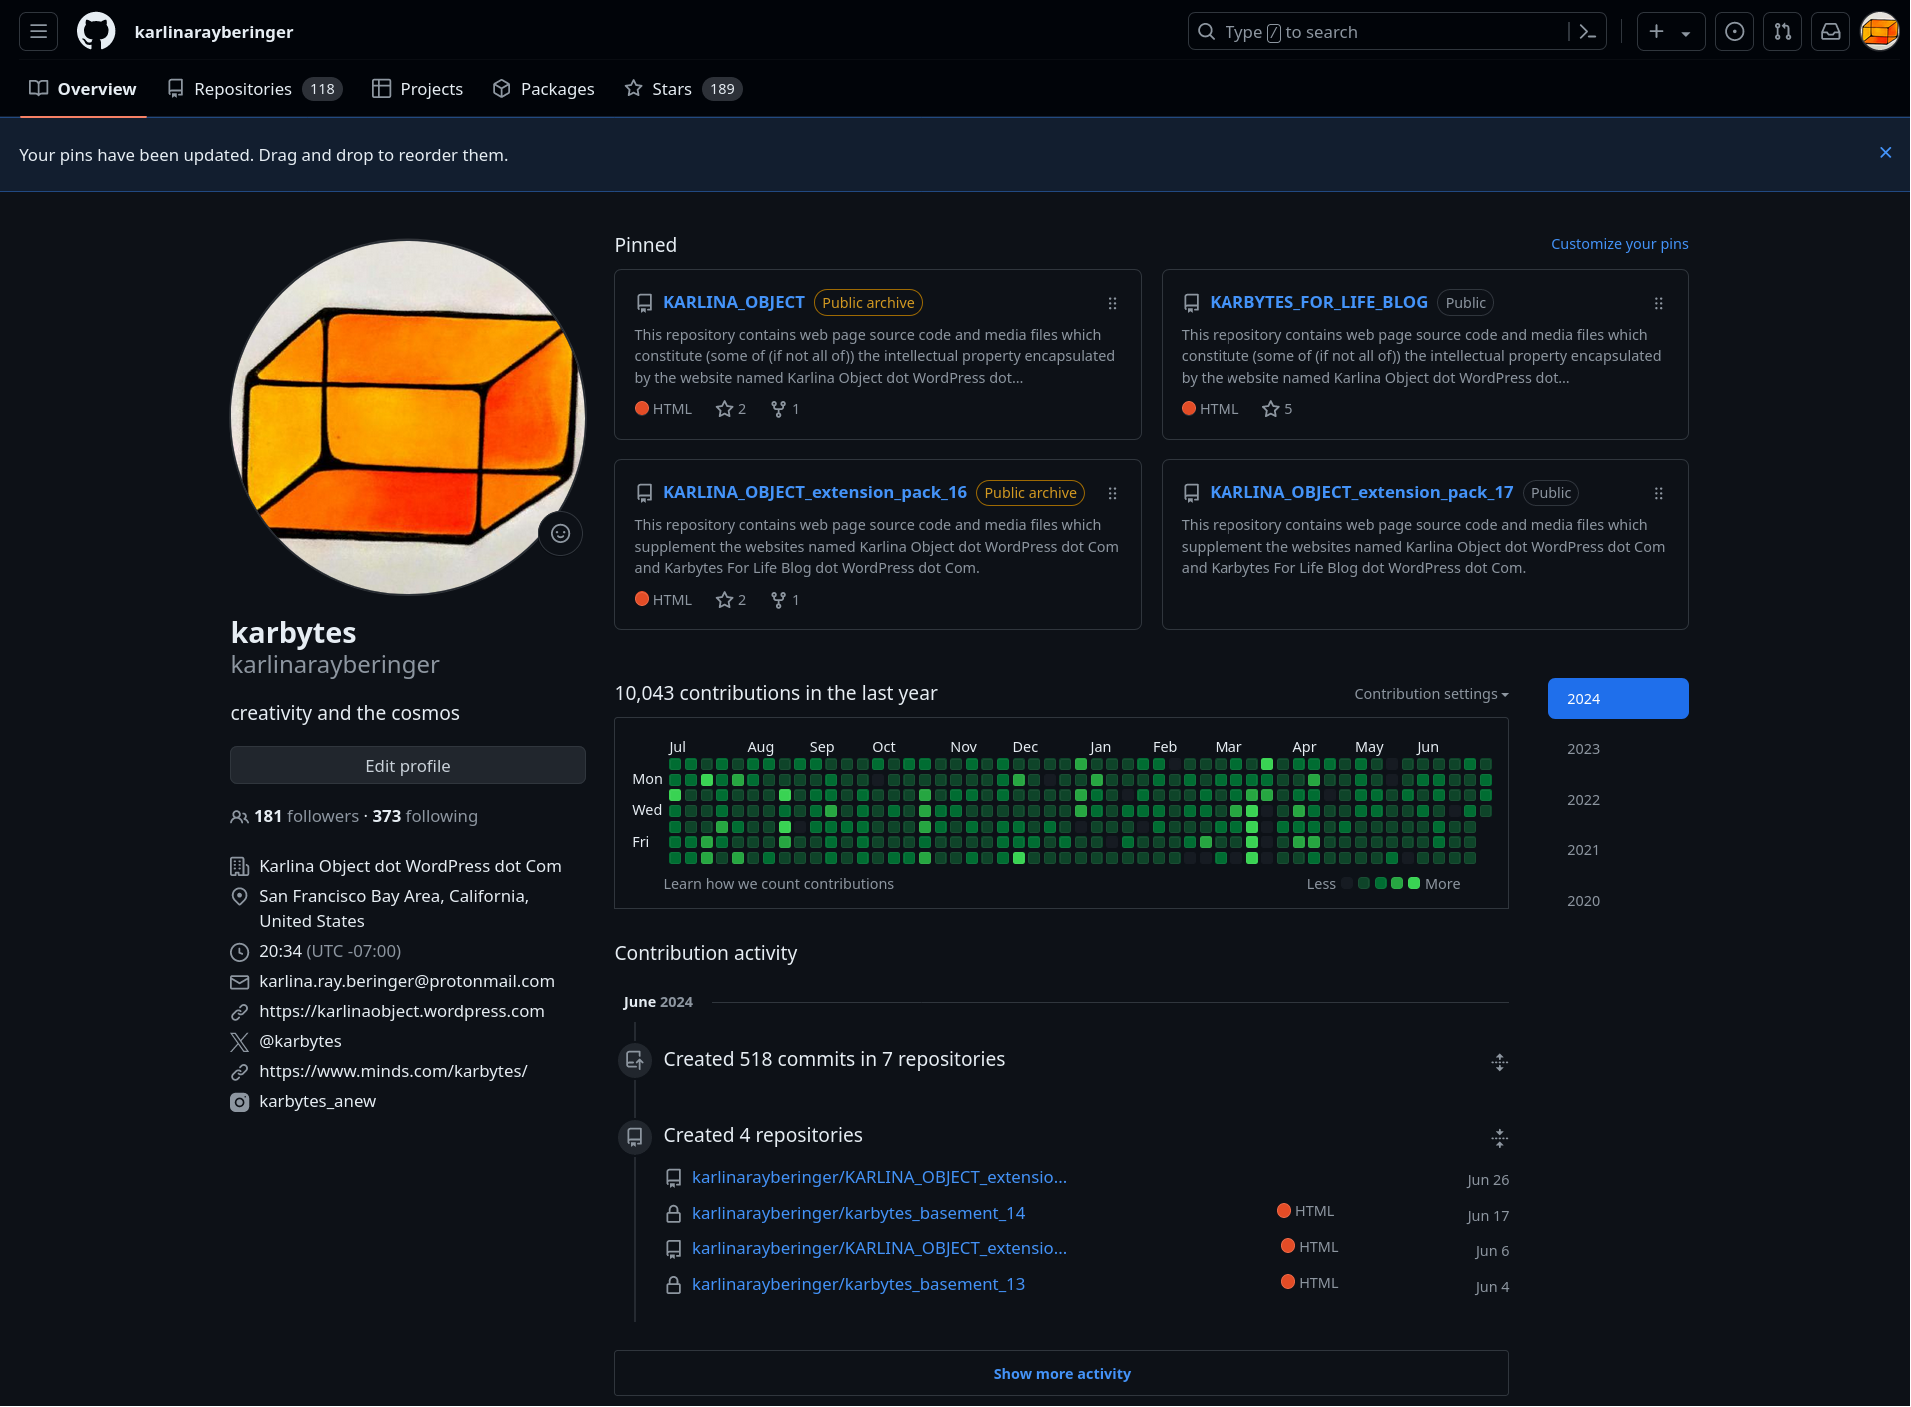 karlinarayberinger
Type / to search
Overview
Repositories 118
Projects
Packages
Stars 189
Your pins have been updated. Drag and drop to reorder them.
karbytes
karlinarayberinger
creativity and the cosmos
Edit profile
181 followers · 373 following
Karlina Object dot WordPress dot Com
San Francisco Bay Area, California,
United States
20:34 (UTC -07:00)
karlina.ray.beringer@protonmail.com
https://karlinaobject.wordpress.com
@karbytes
https://www.minds.com/karbytes/
karbytes_anew
Pinned
Customize your pins
KARLINA_OBJECT Public archive
This repository contains web page source code and media files which
constitute (some of (if not all of)) the intellectual property encapsulated
by the website named Karlina Object dot WordPress dot...
HTML 2 1
KARBYTES_FOR_LIFE_BLOG Public
This repository contains web page source code and media files which
constitute (some of (if not all of)) the intellectual property encapsulated
by the website named Karlina Object dot WordPress dot...
HTML 5
KARLINA_OBJECT_extension_pack_16 Public archive
This repository contains web page source code and media files which
supplement the websites named Karlina Object dot WordPress dot Com
and Karbytes For Life Blog dot WordPress dot Com.
HTML 2 1
KARLINA_OBJECT_extension_pack_17 Public
This repository contains web page source code and media files which
supplement the websites named Karlina Object dot WordPress dot Com
and Karbytes For Life Blog dot WordPress dot Com.
10,043 contributions in the last year
Contribution settings
Jul Aug Sep Oct Nov Dec Jan Feb Mar Apr May Jun
Mon
Wed
Fri
Learn how we count contributions
Less More
2024
2023
2022
2021
2020
Contribution activity
June 2024
Created 518 commits in 7 repositories
Created 4 repositories
karlinarayberinger/KARLINA_OBJECT_extensio... Jun 26
karlinarayberinger/karbytes_basement_14 HTML Jun 17
karlinarayberinger/KARLINA_OBJECT_extensio... HTML Jun 6
karlinarayberinger/karbytes_basement_13 HTML Jun 4
Show more activity